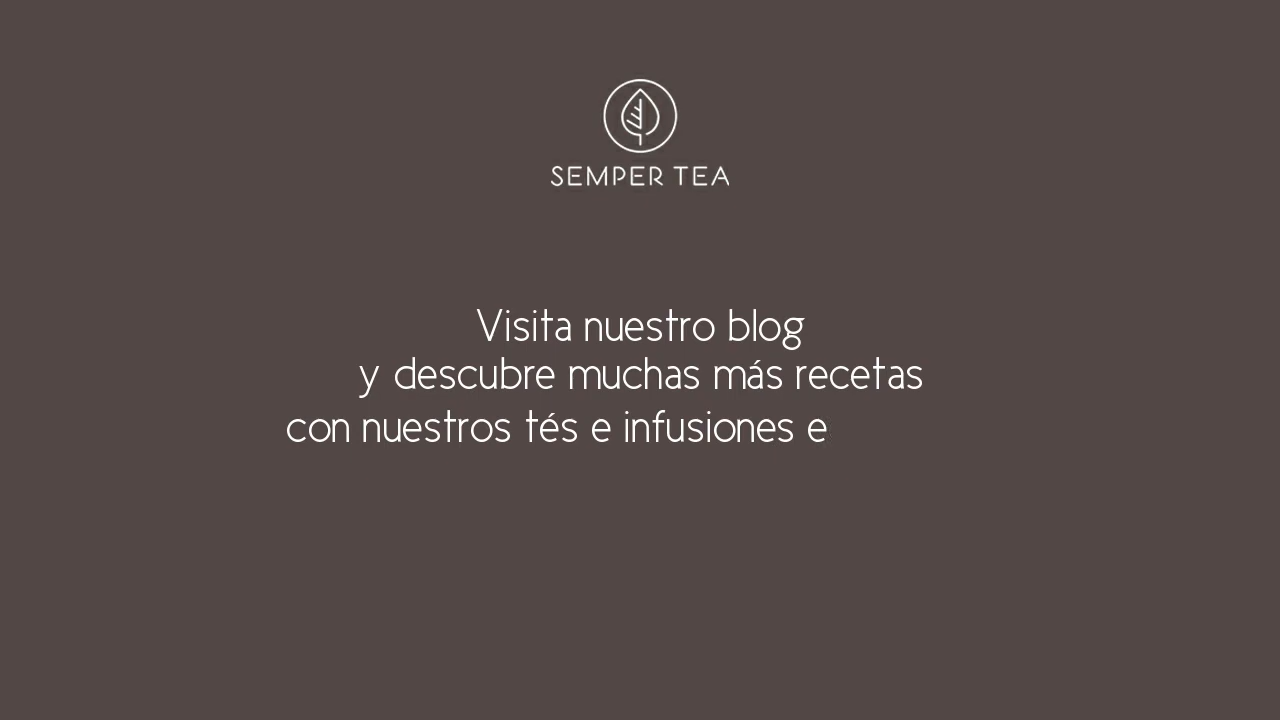 SEMPER TEA
Visita nuestro blog
y descubre muchas más recetas
con nuestros tés e infusiones e